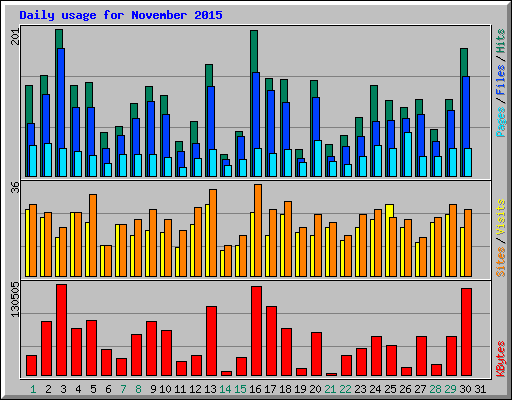 Daily usage for November 2015
201
Pages / Files / Hits
36
Sites / Visits
130505
KBytes
1 2 3 4 5 6 7 8 9 10 11 12 13 14 15 16 17 18 19 20 21 22 23 24 25 26 27 28 29 30 31